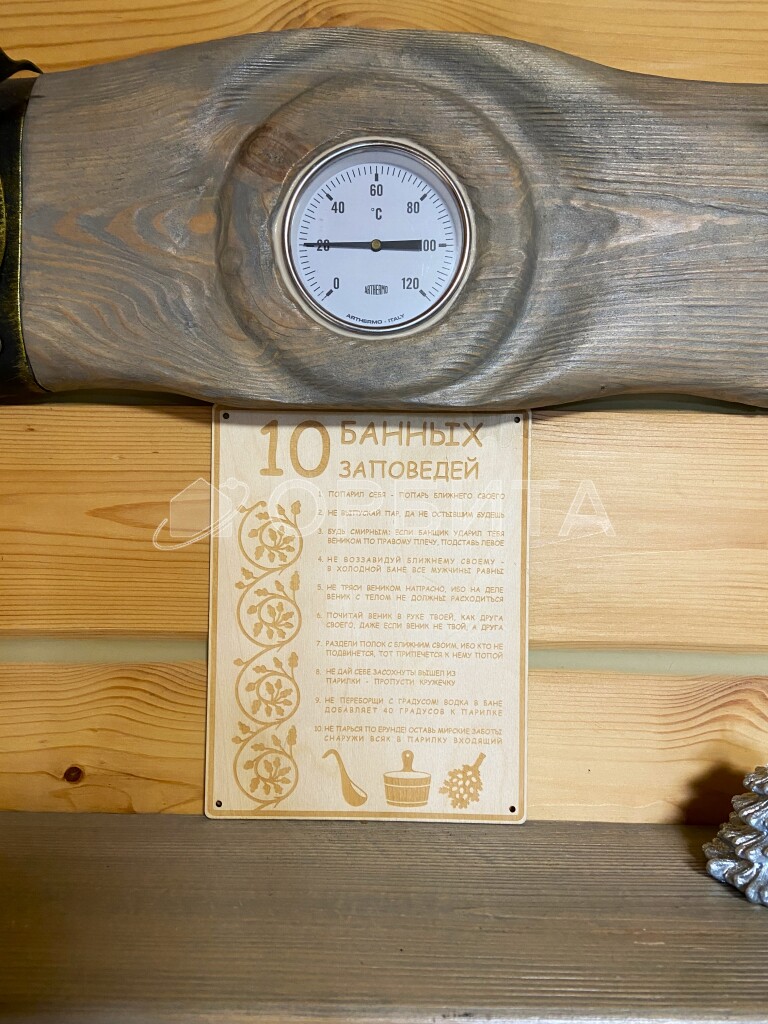 60
40
°C
80
20
100
0
ARTHERMO
120
ARTHERMO - ITALY
10 БАННЫХ
ЗАПОВЕДЕЙ
1. ПОПАРИЛ СЕБЯ - ПОПАРЬ БЛИЖНЕГО СВОЕГО
2. НЕ ВЫПУСКАЙ ПАР, ДА НЕ ОСТЫВШИМ БУДЕШЬ
ОРБИТА
3. БУДЬ СМИРНЫМ: ЕСЛИ БАНЩИК УДАРИЛ ТЕБЯ
ВЕНИКОМ ПО ПРАВОМУ ПЛЕЧУ, ПОДСТАВЬ ЛЕВОЕ
4. НЕ ВОЗЗАВИДУЙ БЛИЖНЕМУ СВОЕМУ -
В ХОЛОДНОЙ БАНЕ ВСЕ МУЖЧИНЫ РАВНЫ
5. НЕ ТРЯСИ ВЕНИКОМ НАПРАСНО, ИБО НА ДЕЛЕ
ВЕНИК С ТЕЛОМ НЕ ДОЛЖНЫ РАСХОДИТЬСЯ
6. ПОЧИТАЙ ВЕНИК В РУКЕ ТВОЕЙ, КАК ДРУГА
СВОЕГО, ДАЖЕ ЕСЛИ ВЕНИК НЕ ТВОЙ, А ДРУГА
7. РАЗДЕЛИ ПОЛОК С БЛИЖНИМ СВОИМ, ИБО КТО НЕ
ПОДВИНЕТСЯ, ТОТ ПРИПЕЧЕТСЯ К НЕМУ ПОПОЙ
8. НЕ ДАЙ СЕБЕ ЗАСОХНУТЬ! ВЫШЕЛ ИЗ
ПАРИЛКИ - ПРОПУСТИ КРУЖЕЧКУ
9. НЕ ПЕРЕБОРЩИ С ГРАДУСОМ! ВОДКА В БАНЕ
ДОБАВЛЯЕТ 40 ГРАДУСОВ К ПАРИЛКЕ
10. НЕ ПАРЬСЯ ПО ЕРУНДЕ! ОСТАВЬ МИРСКИЕ ЗАБОТЫ
СНАРУЖИ ВСЯК В ПАРИЛКУ ВХОДЯЩИЙ